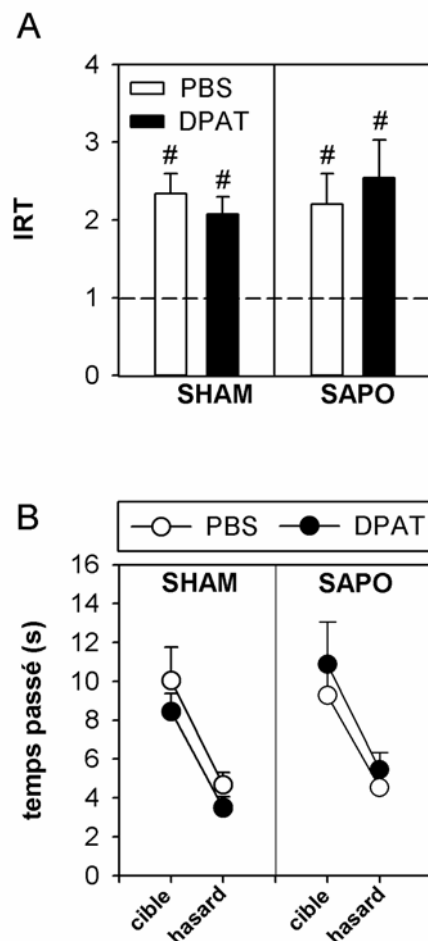 A
4
3
2
1
0
IRT
PBS
DPAT
#
#
#
#
SHAM SAPO
B
PBS DPAT
16
14
12
10
8
6
4
2
0
temps passé (s)
SHAM SAPO
cible hasard cible hasard